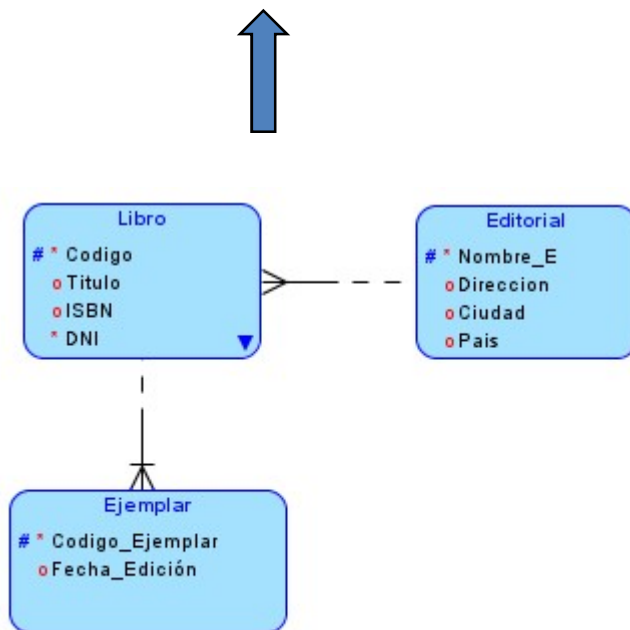 Libro
# * Codigo
o Titulo
o ISBN
* DNI
Editorial
# * Nombre_E
o Direccion
o Ciudad
o Pais
Ejemplar
# * Codigo_Ejemplar
o Fecha_Edición